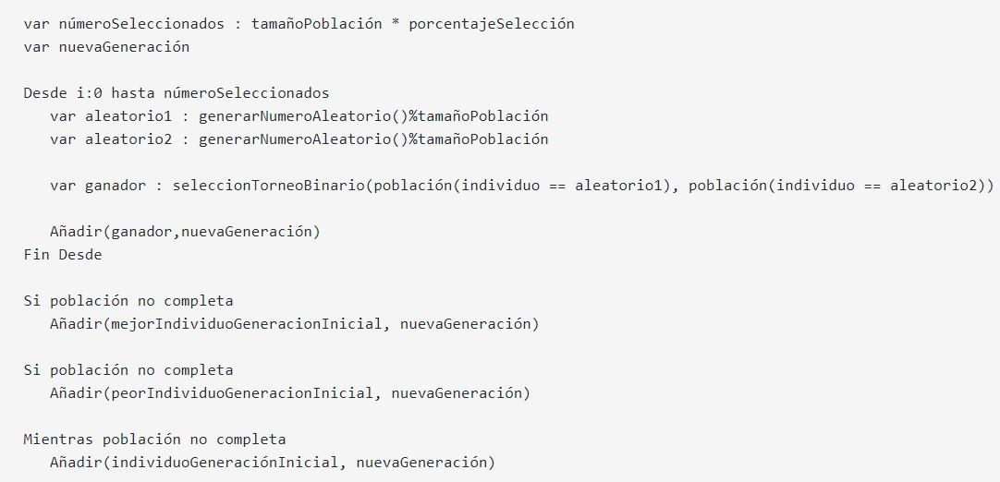 var númeroSeleccionados : tamañoPoblación * porcentajeSelección
var nuevaGeneración
Desde i:0 hasta númeroSeleccionados
var aleatorio1 : generarNumeroAleatorio()%tamañoPoblación
var aleatorio2 : generarNumeroAleatorio()%tamañoPoblación
var ganador : seleccionTorneoBinario(población(individuo == aleatorio1), población(individuo == aleatorio2))
Añadir(ganador,nuevaGeneración)
Fin Desde
Si población no completa
Añadir(mejorIndividuoGeneracionInicial, nuevaGeneración)
Si población no completa
Añadir(peorIndividuoGeneracionInicial, nuevaGeneración)
Mientras población no completa
Añadir(individuoGeneraciónInicial, nuevaGeneración)